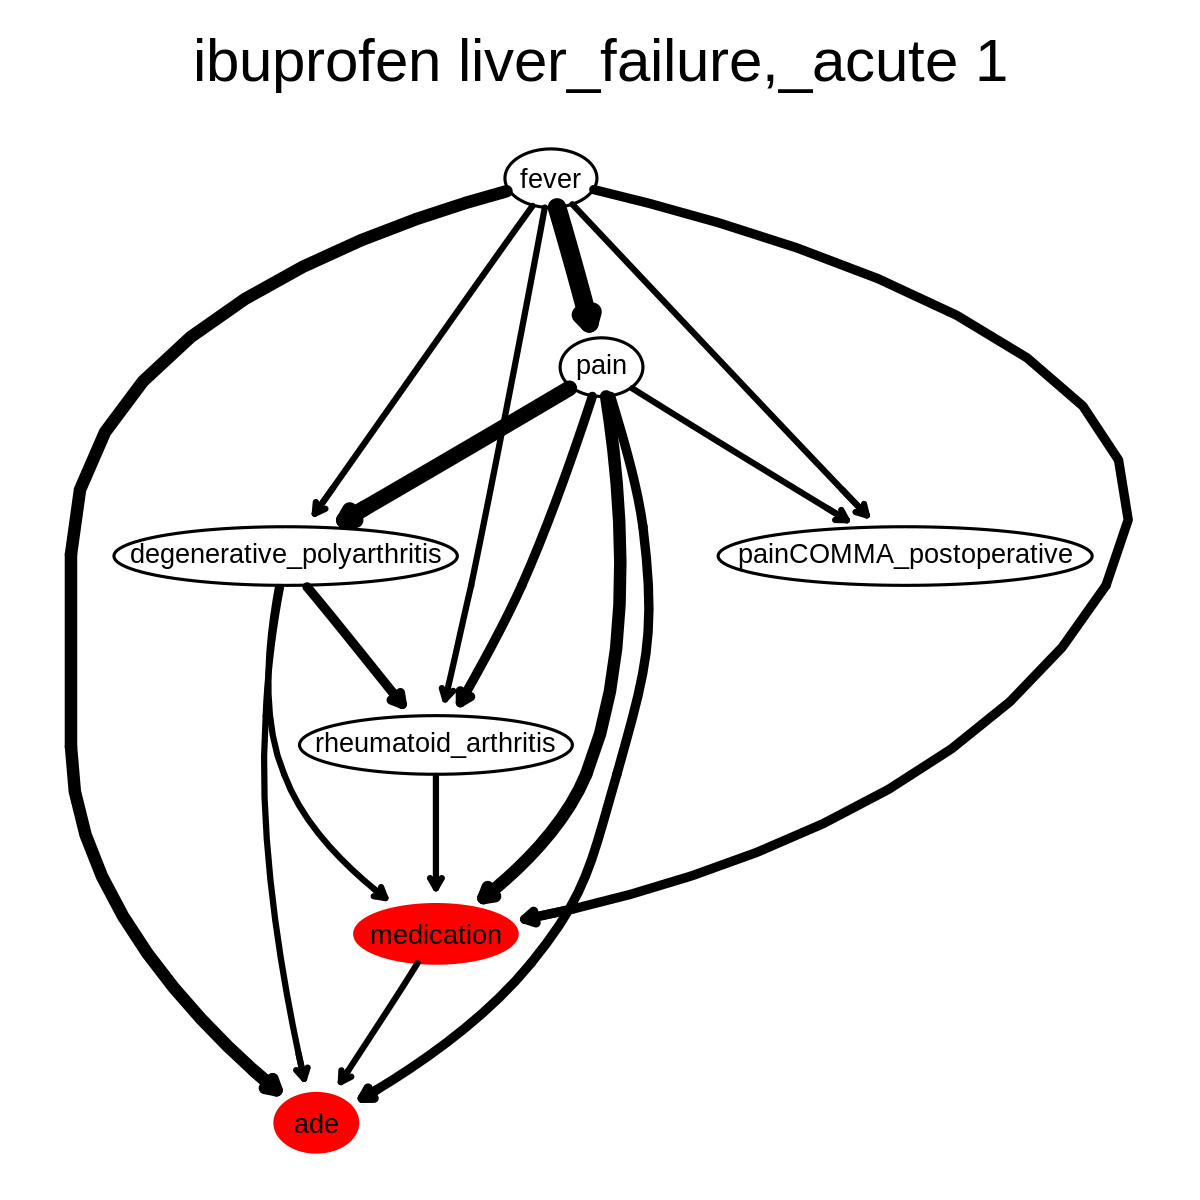 ibuprofen liver_failure,_acute 1
fever
pain
degenerative_polyarthritis
painCOMMA_postoperative
rheumatoid_arthritis
medication
ade